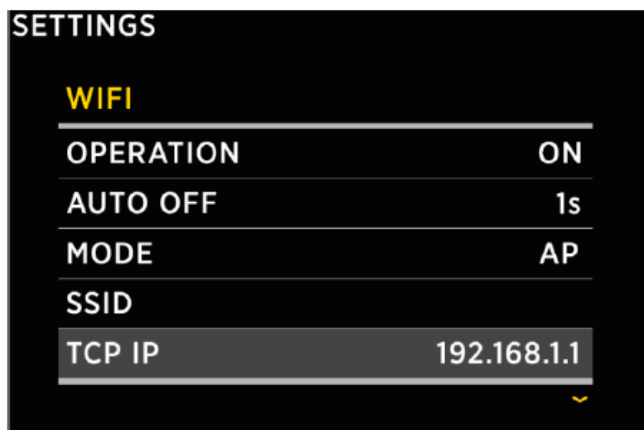 SETTINGS
WIFI
OPERATION ON
AUTO OFF 1s
MODE AP
SSID
TCP IP 192.168.1.1